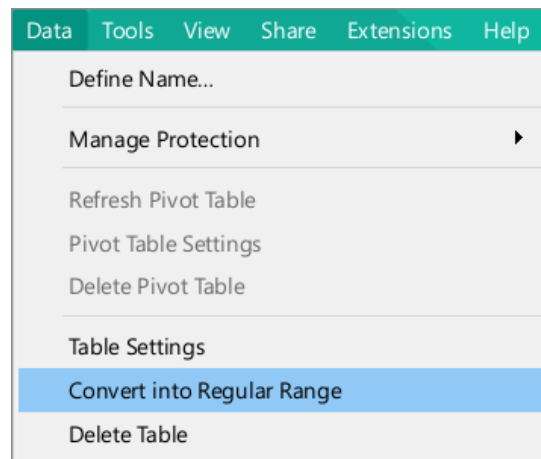 Data Tools View Share Extensions Help
Define Name...
Manage Protection
Refresh Pivot Table
Pivot Table Settings
Delete Pivot Table
Table Settings
Convert into Regular Range
Delete Table